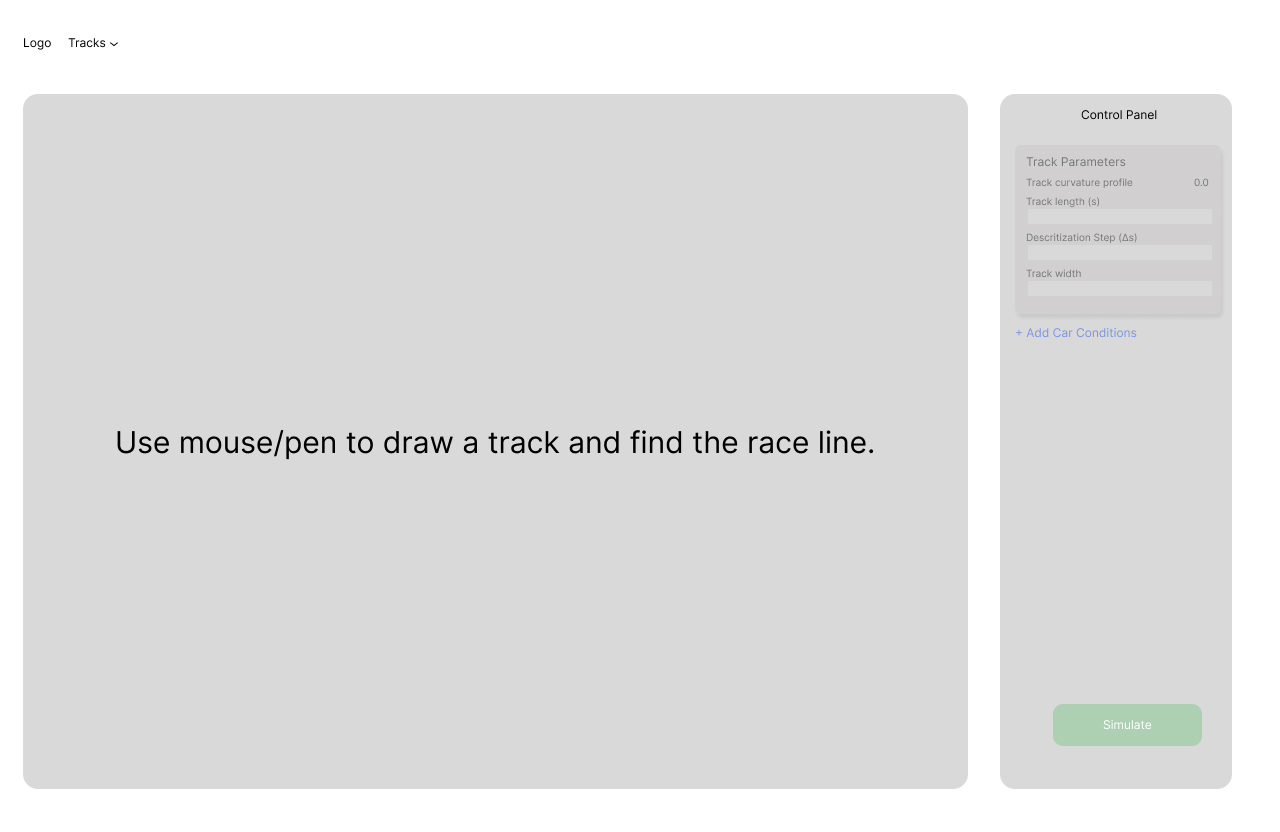 Logo
Tracks
Control Panel
Track Parameters
Track curvature profile 0.0
Track length (s)
Descritization Step (Δs)
Track width
+ Add Car Conditions
Use mouse/pen to draw a track and find the race line.
Simulate